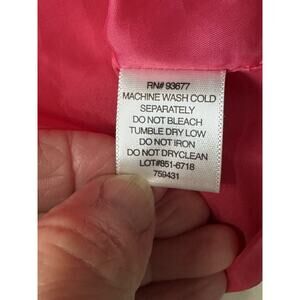 RN# 93677
MACHINE WASH COLD
SEPARATELY
DO NOT BLEACH
TUMBLE DRY LOW
DO NOT IRON
DO NOT DRYCLEAN
LOT#851-6718
759431